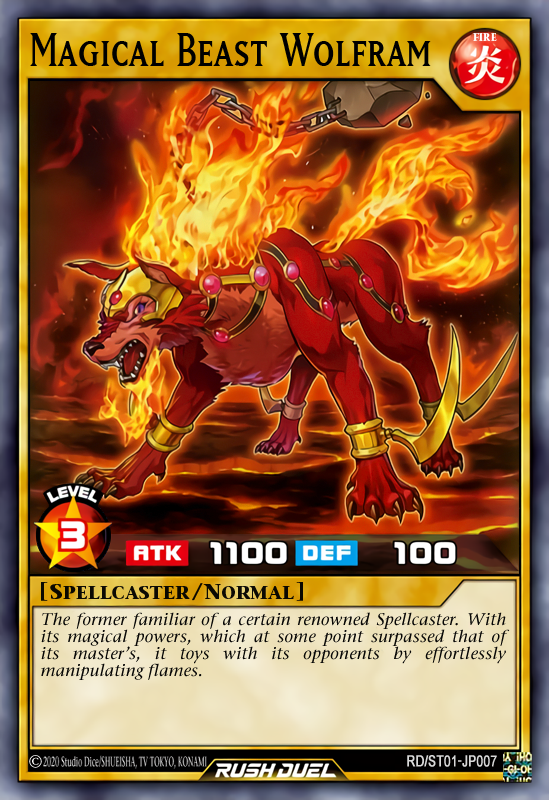 MAGICAL BEAST WOLFRAM
FIRE
炎
LEVEL
3
ATK 1100 DEF 100
[SPELLCASTER/NORMAL]
The former familiar of a certain renowned Spellcaster. With
its magical powers, which at some point surpassed that of
its master's, it toys with its opponents by effortlessly
manipulating flames.
©2020 Studio Dice/SHUEISHA, TV TOKYO, KONAMI
RUSH DUEL
RD/ST01-JP007